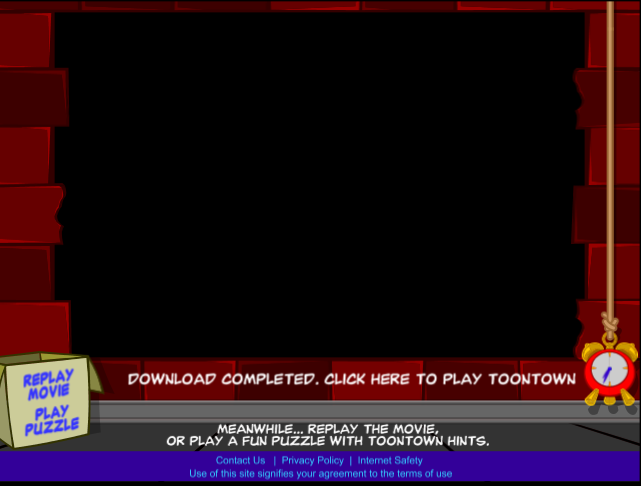 DOWNLOAD COMPLETED. CLICK HERE TO PLAY TOONTOWN
REPLAY
MOVIE
PLAY
PUZZLE
MEANWHILE... REPLAY THE MOVIE,
OR PLAY A FUN PUZZLE WITH TOONTOWN HINTS.
Contact Us | Privacy Policy | Internet Safety
Use of this site signifies your agreement to the terms of use